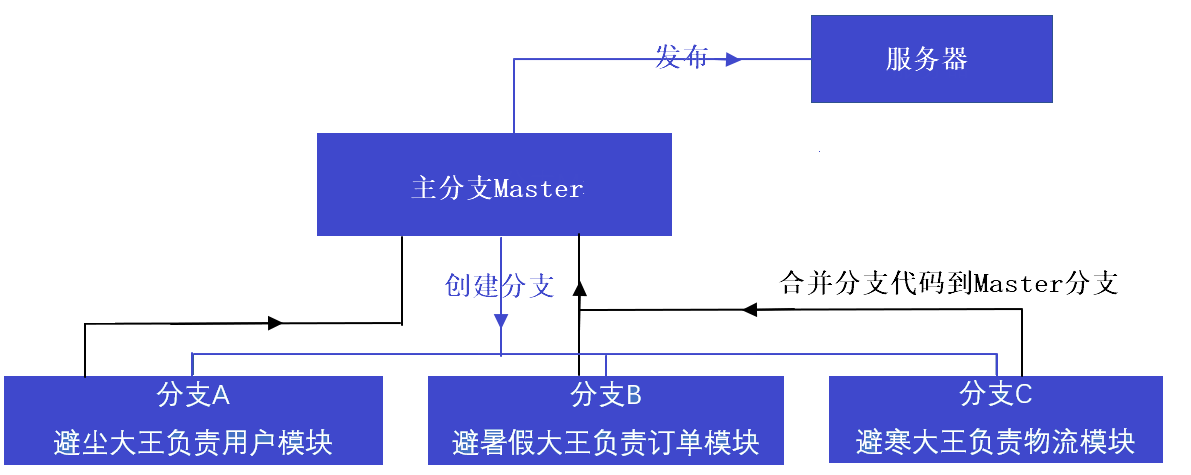 发布
服务器
主分支Master
创建分支
合并分支代码到Master分支
分支A
避尘大王负责用户模块
分支B
避暑假大王负责订单模块
分支C
避寒大王负责物流模块